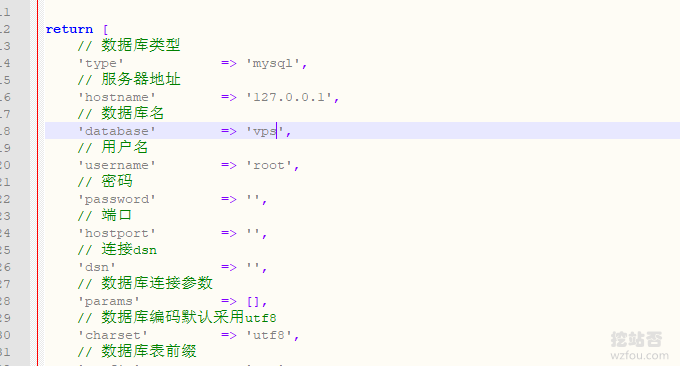 11
12 return [
13 // 数据库类型
14 'type' => 'mysql',
15 // 服务器地址
16 'hostname' => '127.0.0.1',
17 // 数据库名
18 'database' => 'vps',
19 // 用户名
20 'username' => 'root',
21 // 密码
22 'password' => '',
23 // 端口
24 'hostport' => '',
25 // 连接dsn
26 'dsn' => '',
27 // 数据库连接参数
28 'params' => [],
29 // 数据库编码默认采用utf8
30 'charset' => 'utf8',
31 // 数据库表前缀
挖站否
wzfou.com